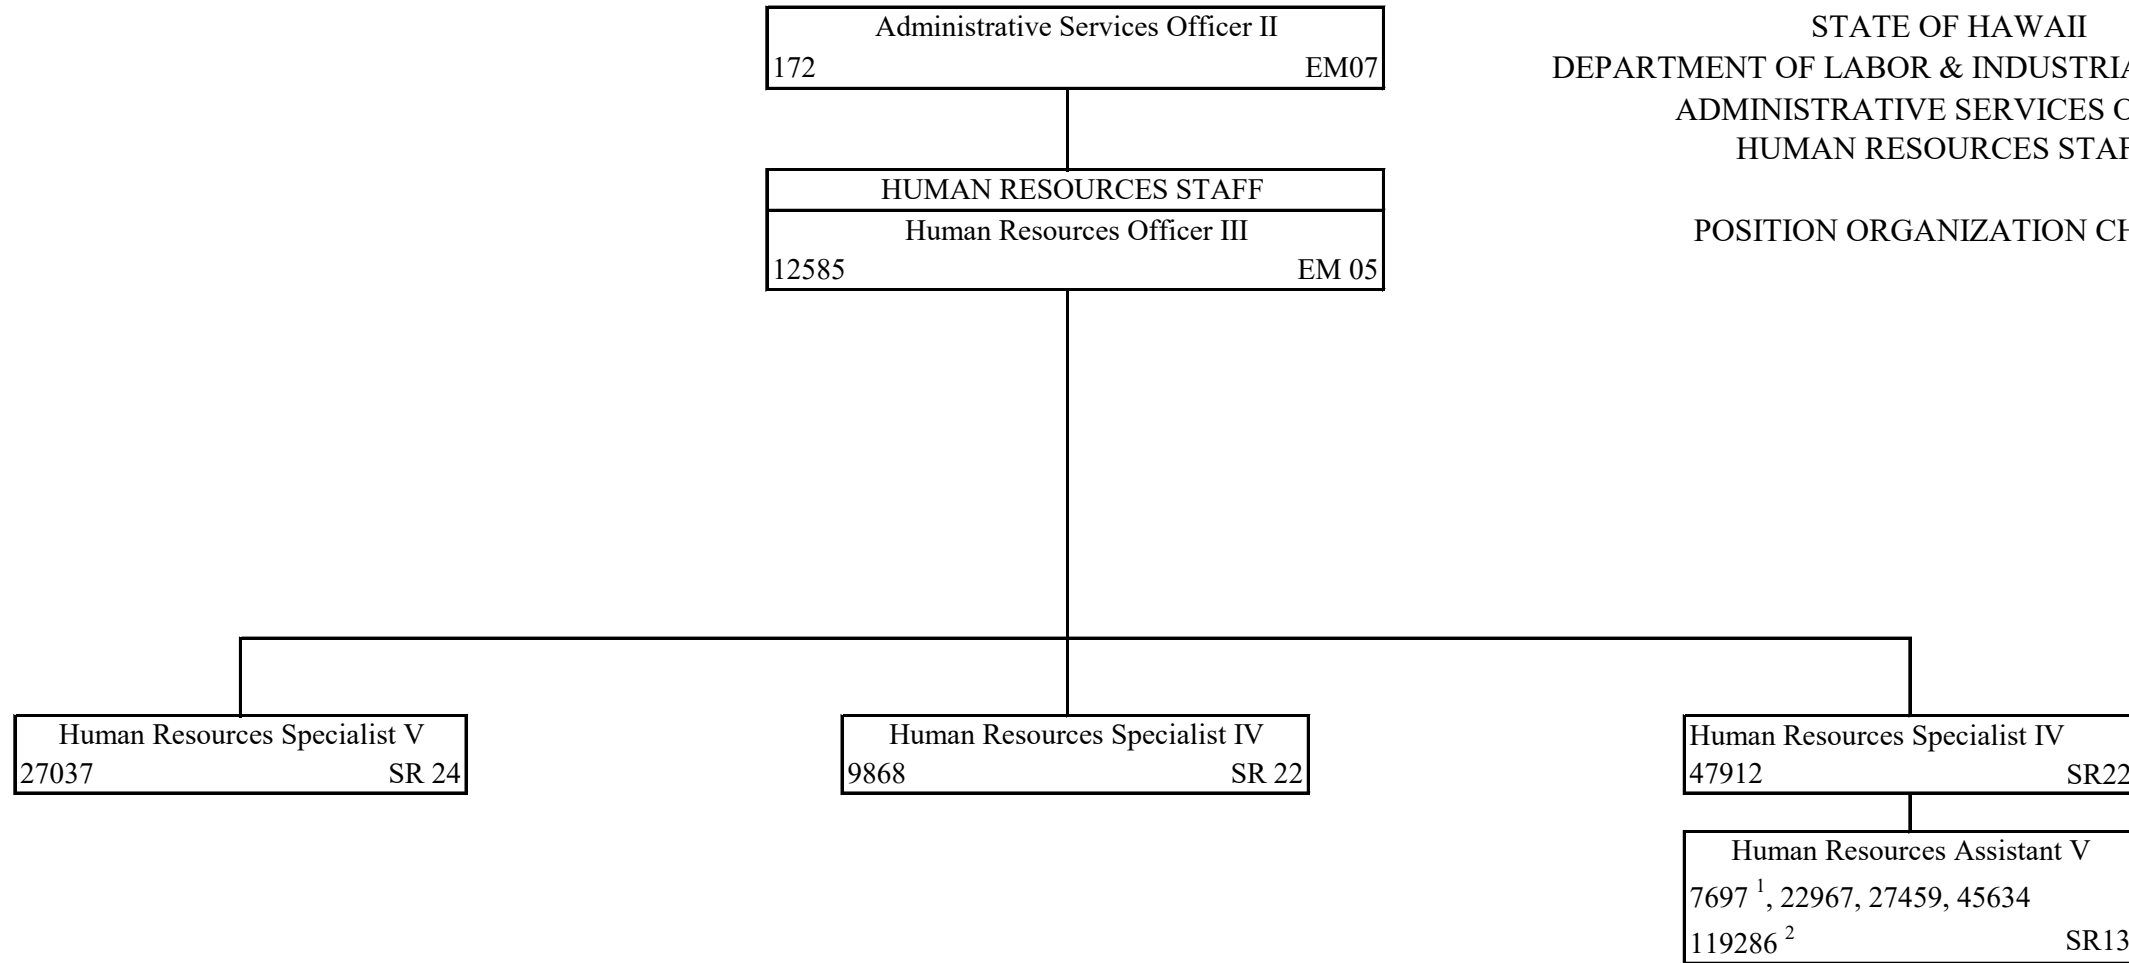 Administrative Services Officer II
172 EM07
STATE OF HAWAII
DEPARTMENT OF LABOR & INDUSTRIA
ADMINISTRATIVE SERVICES
HUMAN RESOURCES
POSITION ORGANIZATION
HUMAN RESOURCES STAFF
Human Resources Officer III
12585 EM 05
Human Resources Specialist V
27037 SR 24
Human Resources Specialist IV
9868 SR 22
Human Resources Specialist IV
47912 SR22
Human Resources Assistant V
7697 ¹, 22967, 27459, 45634
119286 ² SR13